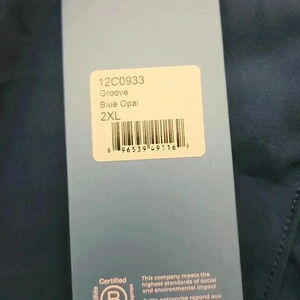 12C0933
Groove
Blue Opal
2XL
6 96539 49116 9
Certified
B
This company meets the
highest standards of social
and environmental impact